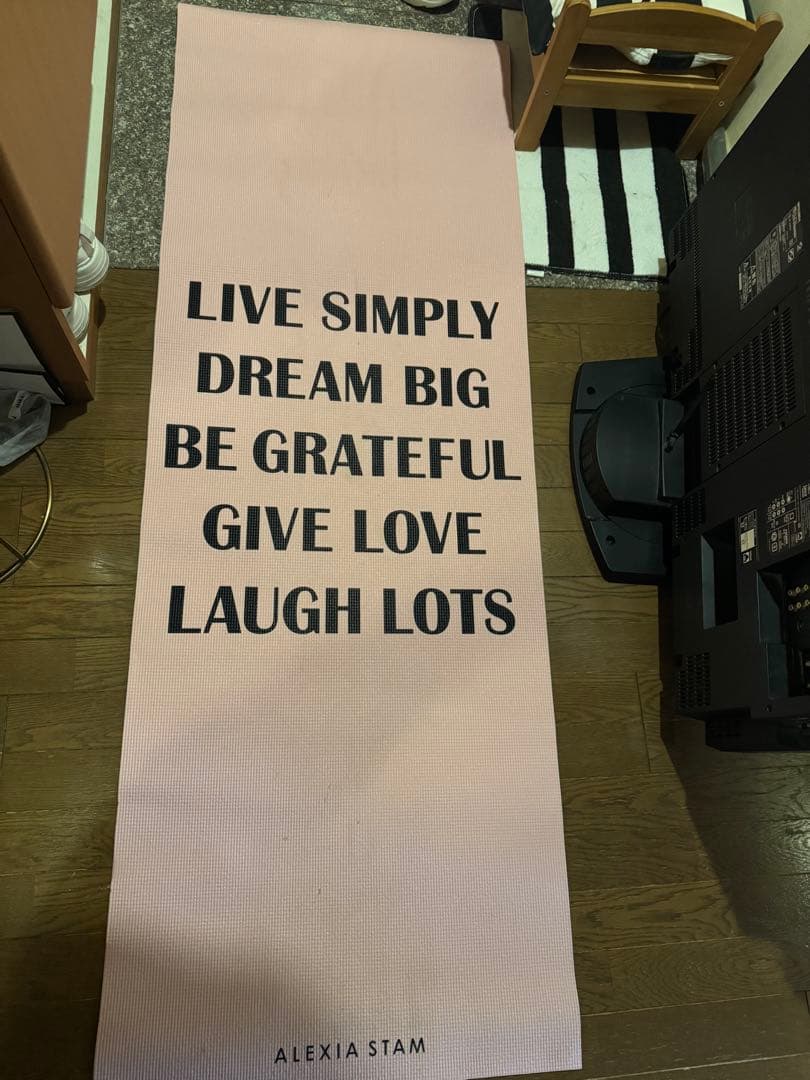 LIVE SIMPLY
DREAM BIG
BE GRATEFUL
GIVE LOVE
LAUGH LOTS
ALEXIA STAM